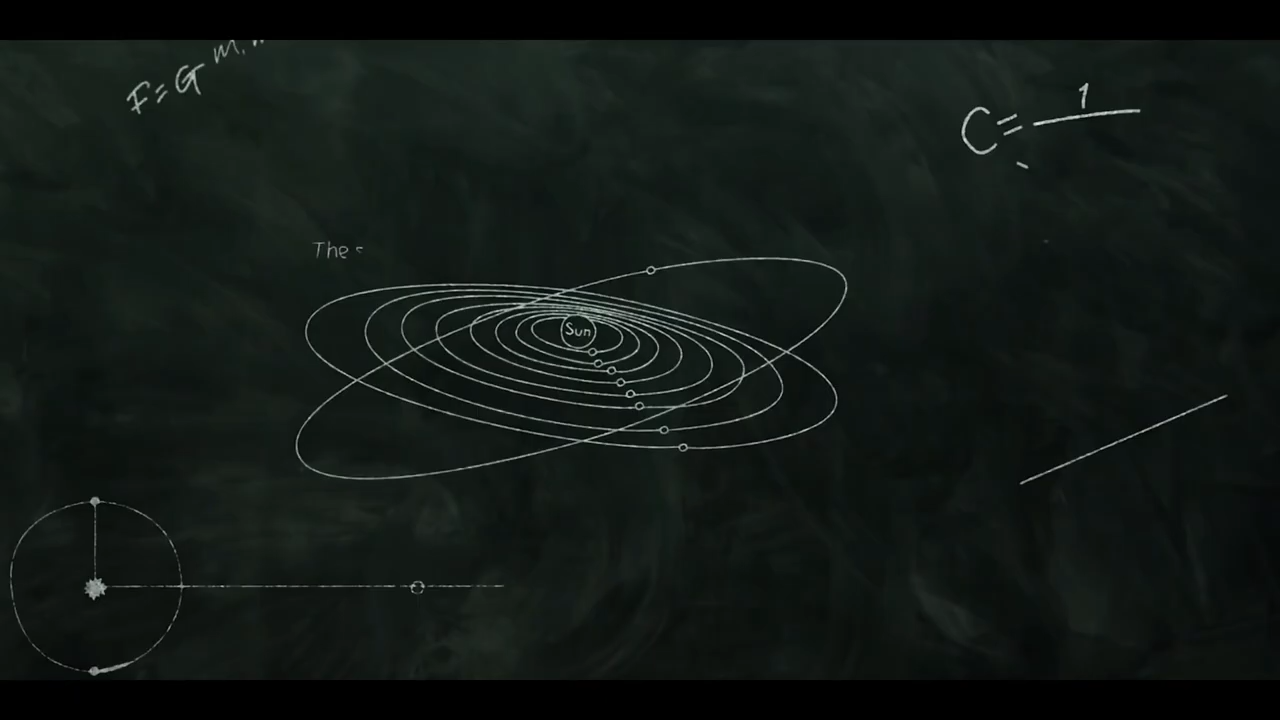 F=G
C= 1
The
Sun